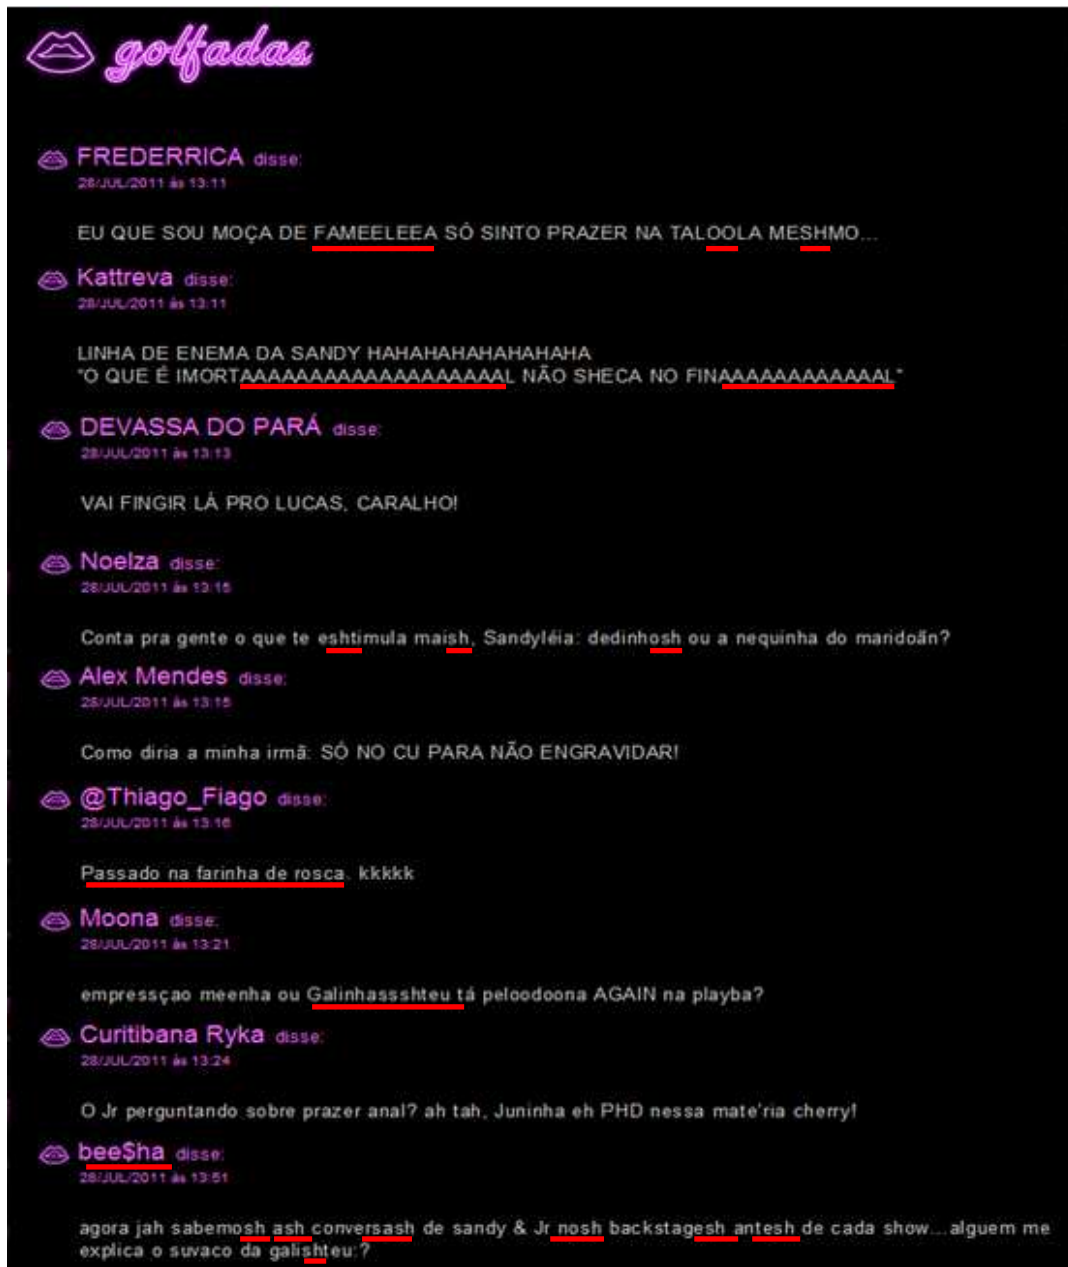 golfadas
FREDERRICA disse:
28/JUL/2011 às 13:11
EU QUE SOU MOÇA DE FAMEELEEA SÓ SINTO PRAZER NA TALOOLA MESHMO...
Kattreva disse:
28/JUL/2011 às 13:11
LINHA DE ENEMA DA SANDY HAHAHAHAHAHAHAHA
"O QUE É IMORTAAAAAAAAAAAAAAAAAAAL NÃO SHECA NO FINAAAAAAAAAAAAL"
DEVASSA DO PARÁ disse:
28/JUL/2011 às 13:13
VAI FINGIR LÁ PRO LUCAS, CARALHO!
Noelza disse:
28/JUL/2011 às 13:15
Conta pra gente o que te eshtimula maish, Sandyléia: dedinhosh ou a nequinha do maridoãn?
Alex Mendes disse:
28/JUL/2011 às 13:15
Como diria a minha irmã: SÓ NO CU PARA NÃO ENGRAVIDAR!
@Thiago_Fiago disse:
28/JUL/2011 às 13:16
Passado na farinha de rosca. kkkkk
Moona disse:
28/JUL/2011 às 13:21
empressçao meenha ou Galinhassshteu tá peloodoona AGAIN na playba?
Curitibana Ryka disse:
28/JUL/2011 às 13:24
O Jr perguntando sobre prazer anal? ah tah, Juninha eh PHD nessa mate'ria cherry!
bee$ha disse:
28/JUL/2011 às 13:51
agora jah sabemosh ash conversash de sandy & Jr nosh backstagesh antesh de cada show...alguem me
explica o suvaco da galishteu:?